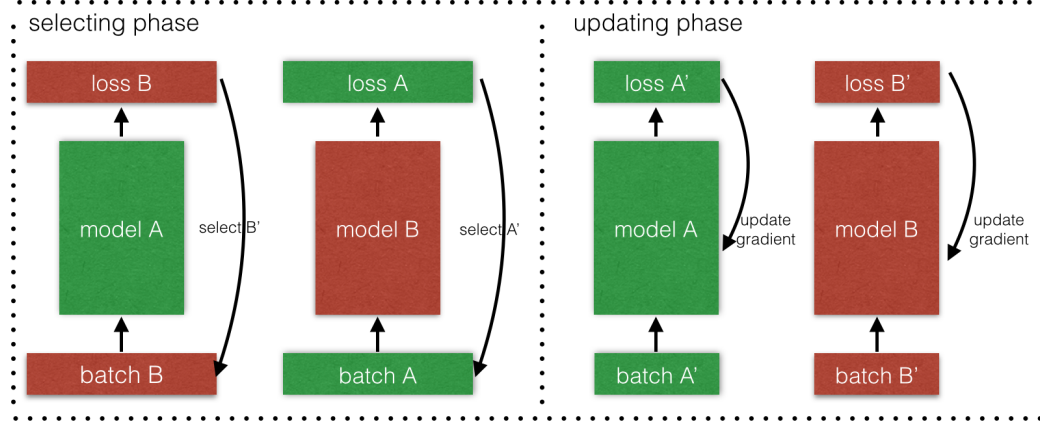 selecting phase
updating phase
loss B
loss A
loss A’
loss B’
model A
select B’
model B
select A’
model A
update
gradient
model B
update
gradient
batch B
batch A
batch A’
batch B’